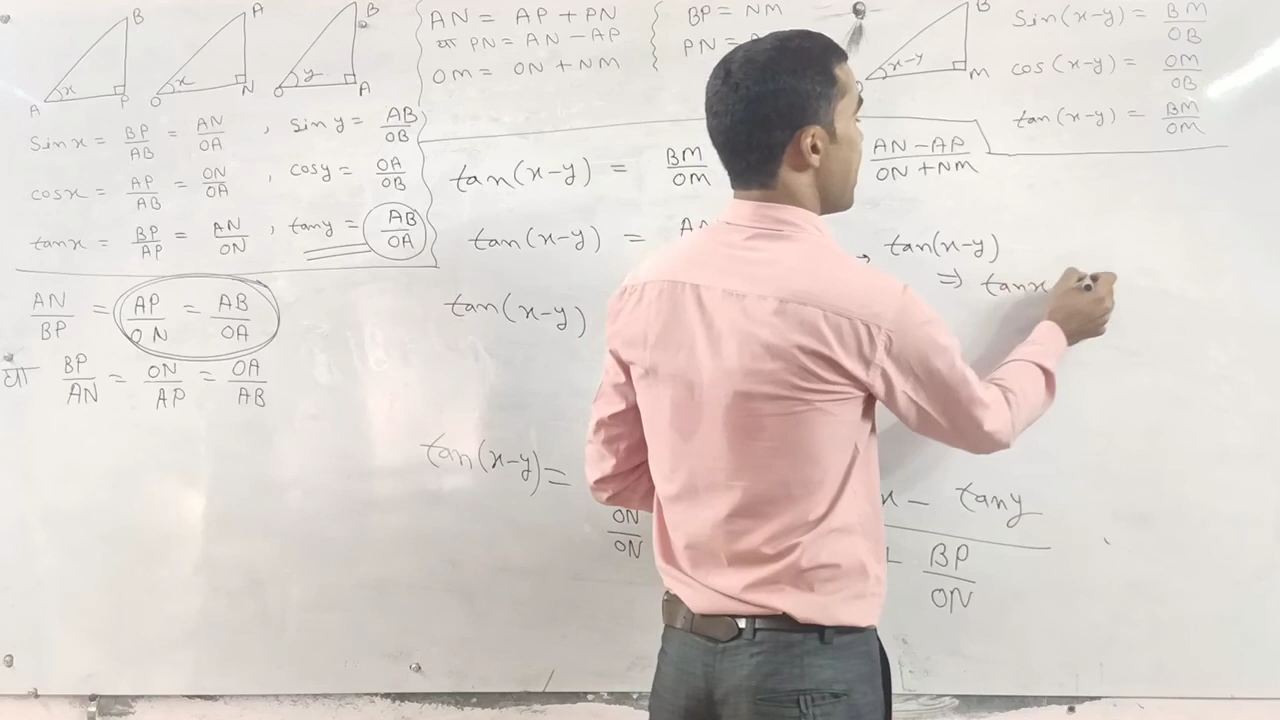 B
A
B
A x P
O x N
O y A
Sin x = BP/AB = AN/OA , Sin y = AB/OB
cos x = AP/AB = ON/OA , cos y = OA/OB
tan x = BP/AP = AN/ON , tan y = AB/OA
AN/BP = AP/ON = AB/OA
या BP/AN = ON/AP = OA/AB
AN = AP + PN
या PN = AN - AP
OM = ON + NM
BP = NM
PN =
B
x-y M
Sin(x-y) = BM/OB
cos(x-y) = OM/OB
tan(x-y) = BM/OM
tan(x-y) = BM/OM
AN - AP/ON + NM
tan(x-y) =
tan(x-y)
⇒ tanx
tan(x-y)
tan(x-y) =
ON/ON
x - tan y
BP/ON